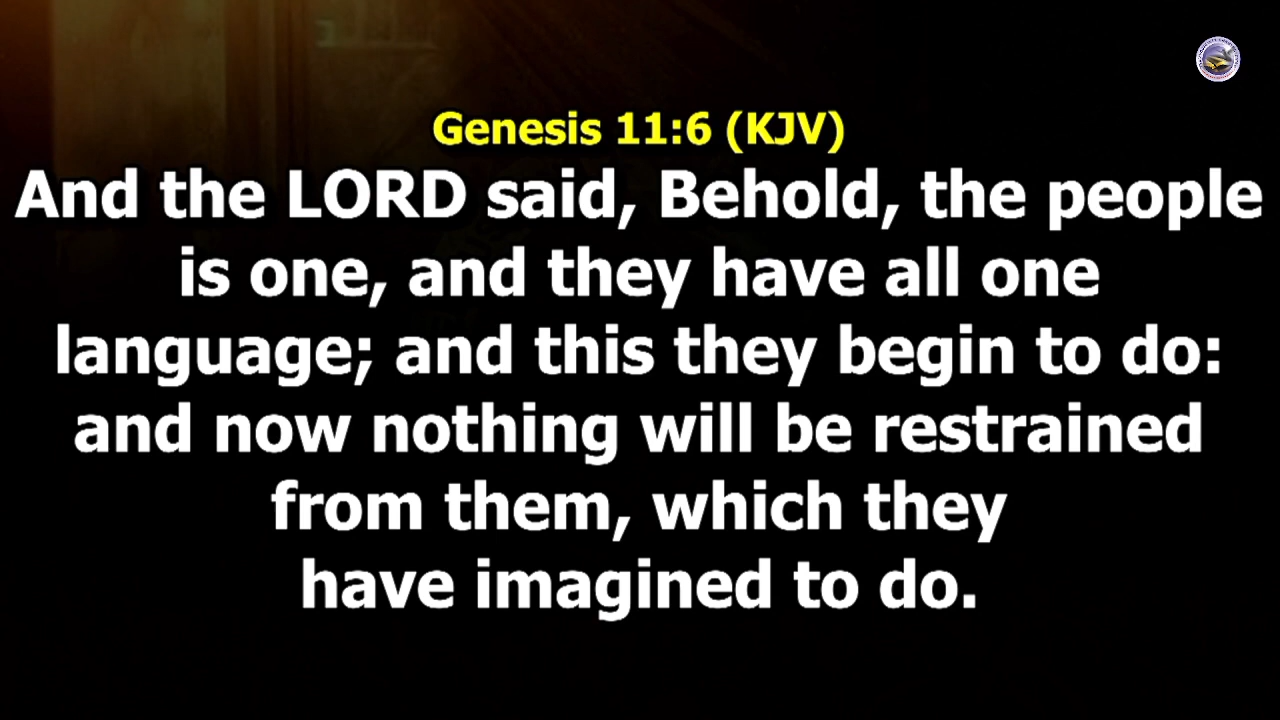 Genesis 11:6 (KJV)
And the LORD said, Behold, the people
is one, and they have all one
language; and this they begin to do:
and now nothing will be restrained
from them, which they
have imagined to do.